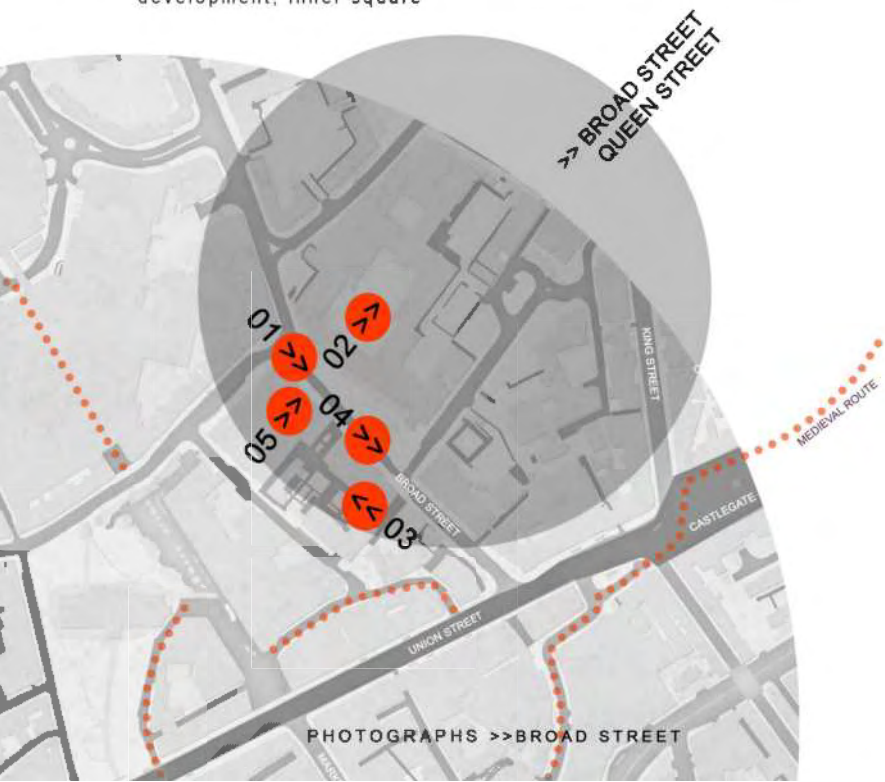 development, inner square
>> BROAD STREET
QUEEN STREET
01
02
KING STREET
04
05
MEDIEVAL ROUTE
BROAD STREET
03
CASTLEGATE
UNION STREET
PHOTOGRAPHS >>BROAD STREET